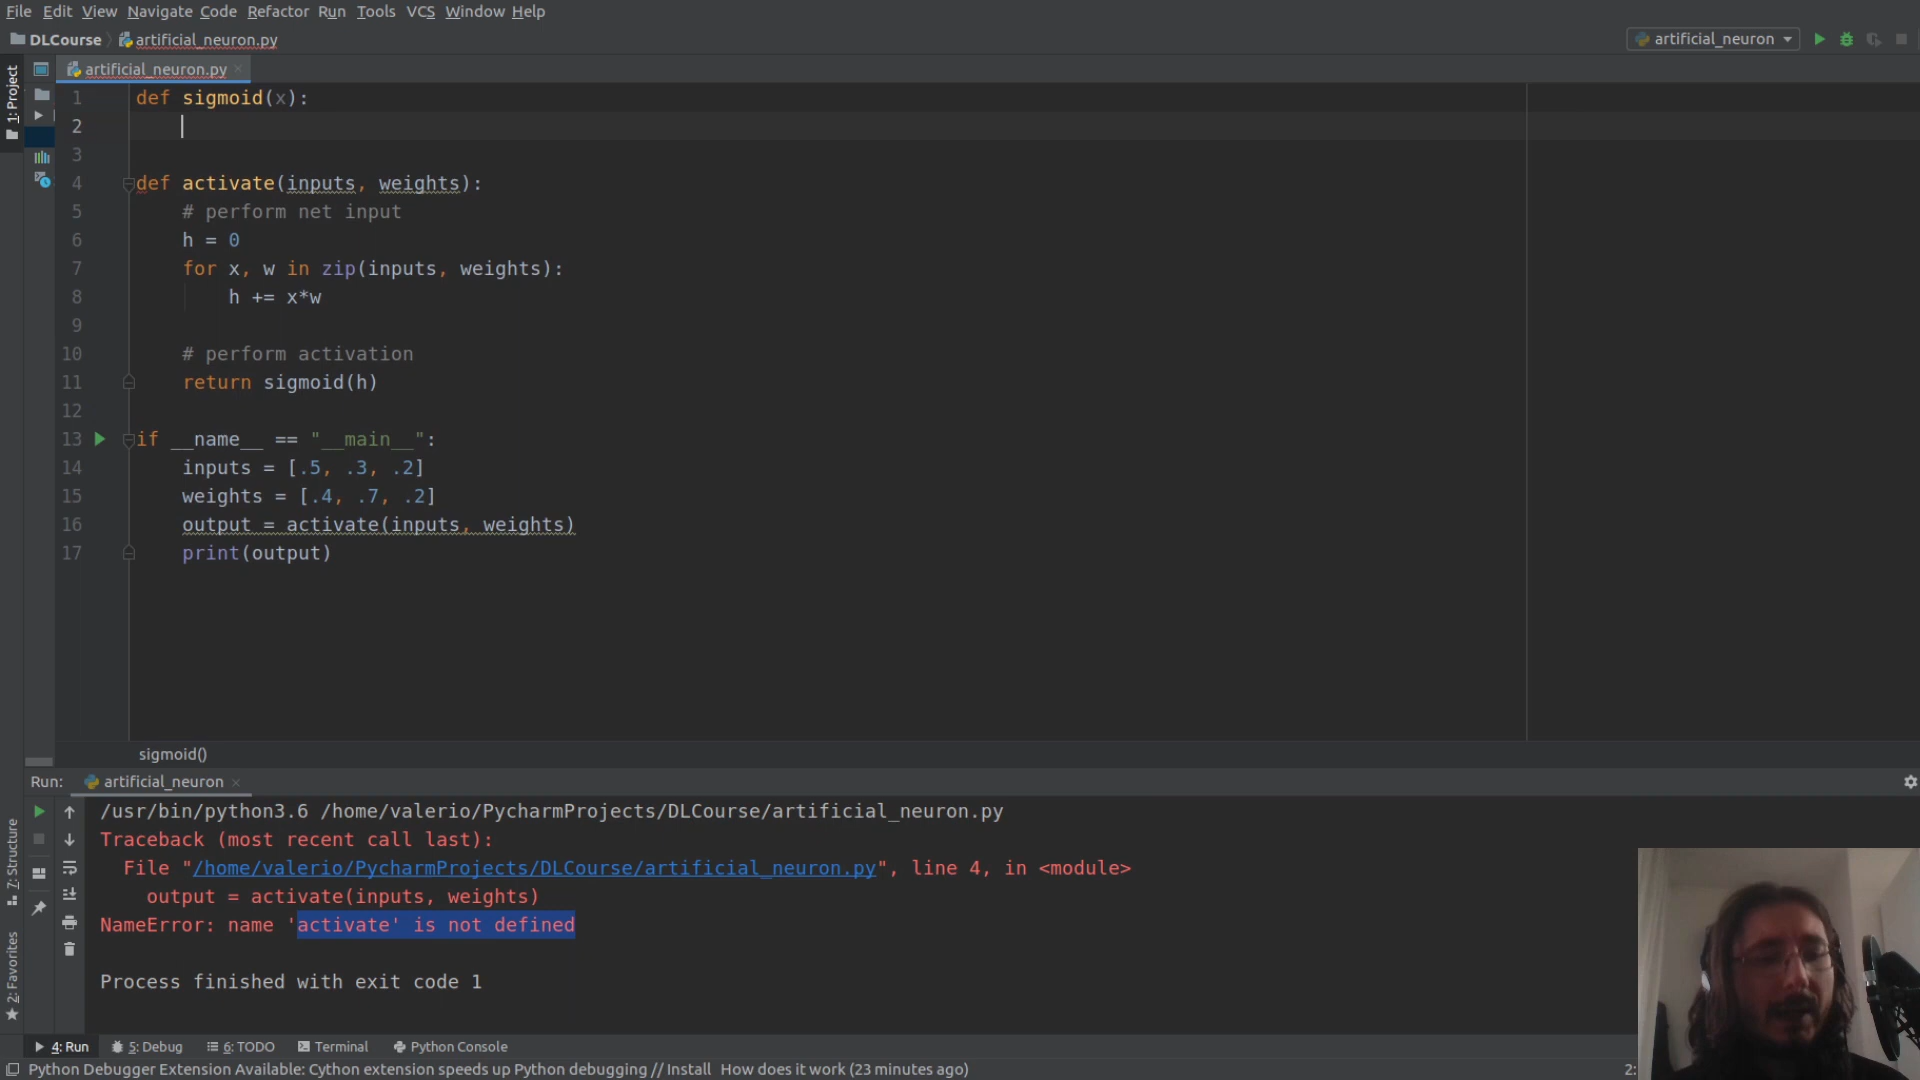 File Edit View Navigate Code Refactor Run Tools VCS Window Help
DLCourse artificial_neuron.py artificial_neuron
1: Project
artificial_neuron.py
1 def sigmoid(x):
2
3
4 def activate(inputs, weights):
5 # perform net input
6 h = 0
7 for x, w in zip(inputs, weights):
8 h += x*w
9
10 # perform activation
11 return sigmoid(h)
12
13 if __name__ == "__main__":
14 inputs = [.5, .3, .2]
15 weights = [.4, .7, .2]
16 output = activate(inputs, weights)
17 print(output)
sigmoid()
Run: artificial_neuron
/usr/bin/python3.6 /home/valerio/PycharmProjects/DLCourse/artificial_neuron.py
Traceback (most recent call last):
File "/home/valerio/PycharmProjects/DLCourse/artificial_neuron.py", line 4, in <module>
output = activate(inputs, weights)
NameError: name 'activate' is not defined
Process finished with exit code 1
7: Structure
2: Favorites
4: Run 5: Debug 6: TODO Terminal Python Console
Python Debugger Extension Available: Cython extension speeds up Python debugging // Install How does it work (23 minutes ago) 2: